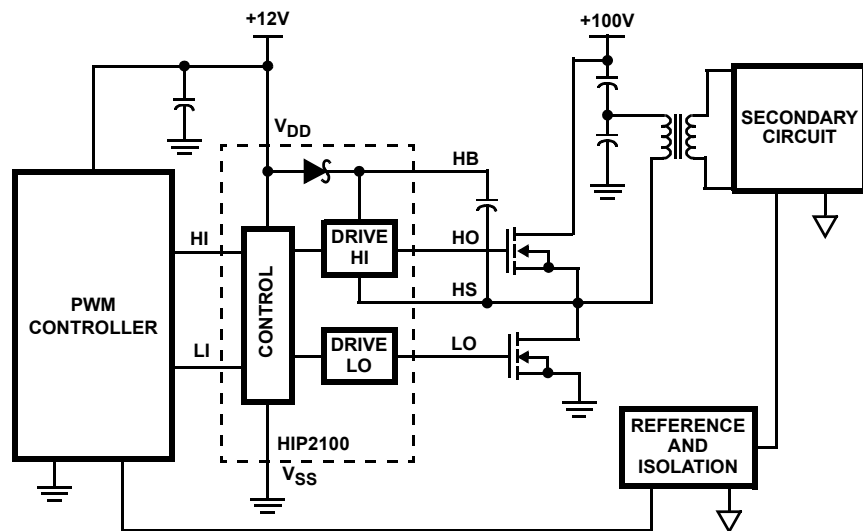 +12V
+100V
VDD
SECONDARY
CIRCUIT
HB
HI
DRIVE
HI
HO
PWM
CONTROLLER
CONTROL
HS
LI
DRIVE
LO
LO
HIP2100
VSS
REFERENCE
AND
ISOLATION